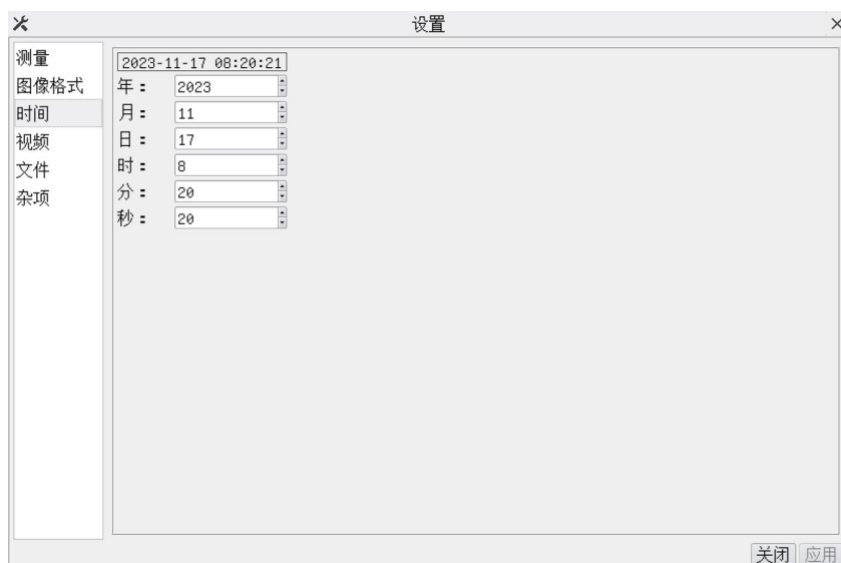 设置
测量
图像格式
时间
视频
文件
杂项
2023-11-17 08:20:21
年： 2023
月： 11
日： 17
时： 8
分： 20
秒： 20
关闭 应用